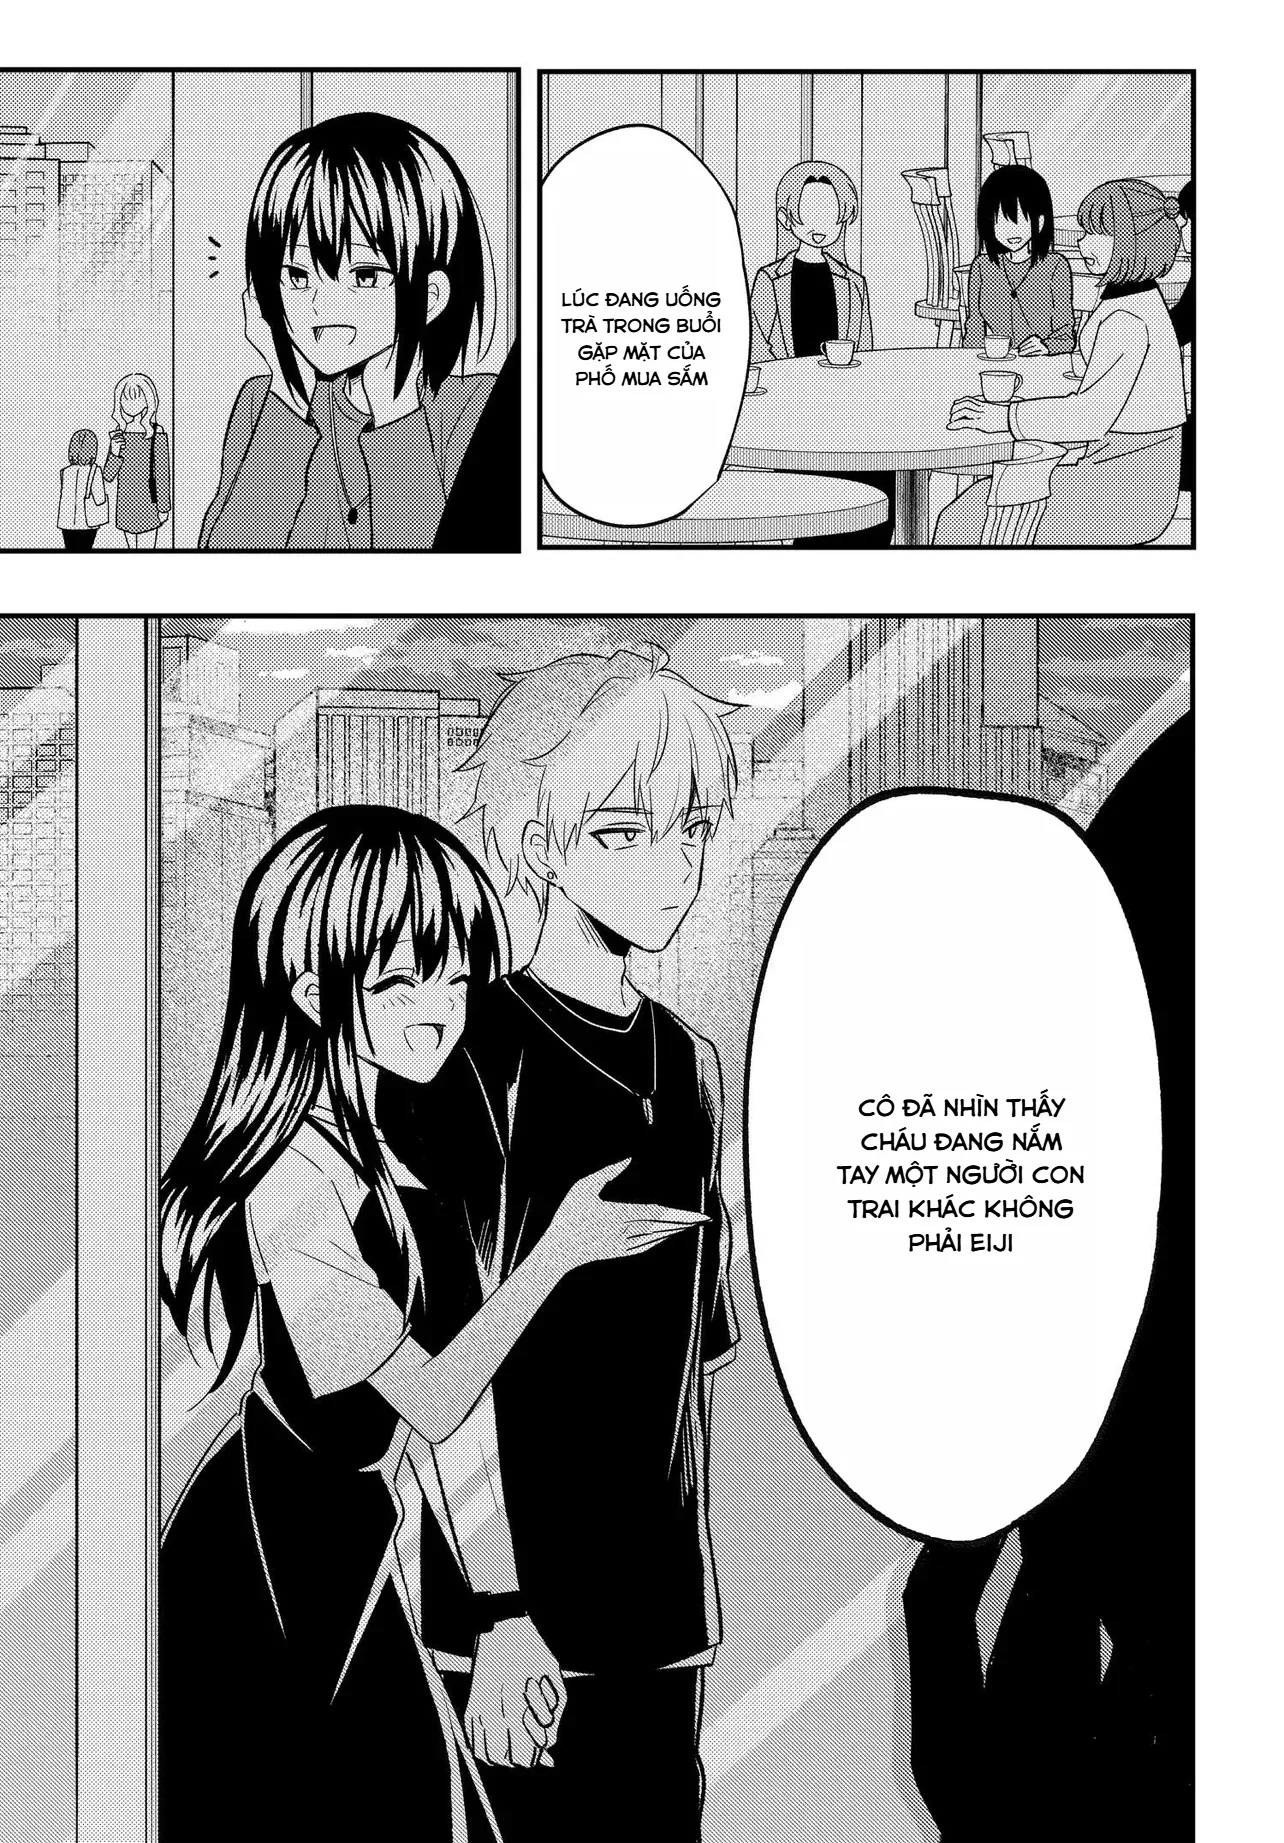 LÚC ĐANG UỐNG
TRÀ TRONG BUỔI
GẶP MẶT CỦA
PHỐ MUA SẮM
CÔ ĐÃ NHÌN THẤY
CHÁU ĐANG NẮM
TAY MỘT NGƯỜI CON
TRAI KHÁC KHÔNG
PHẢI EIJI